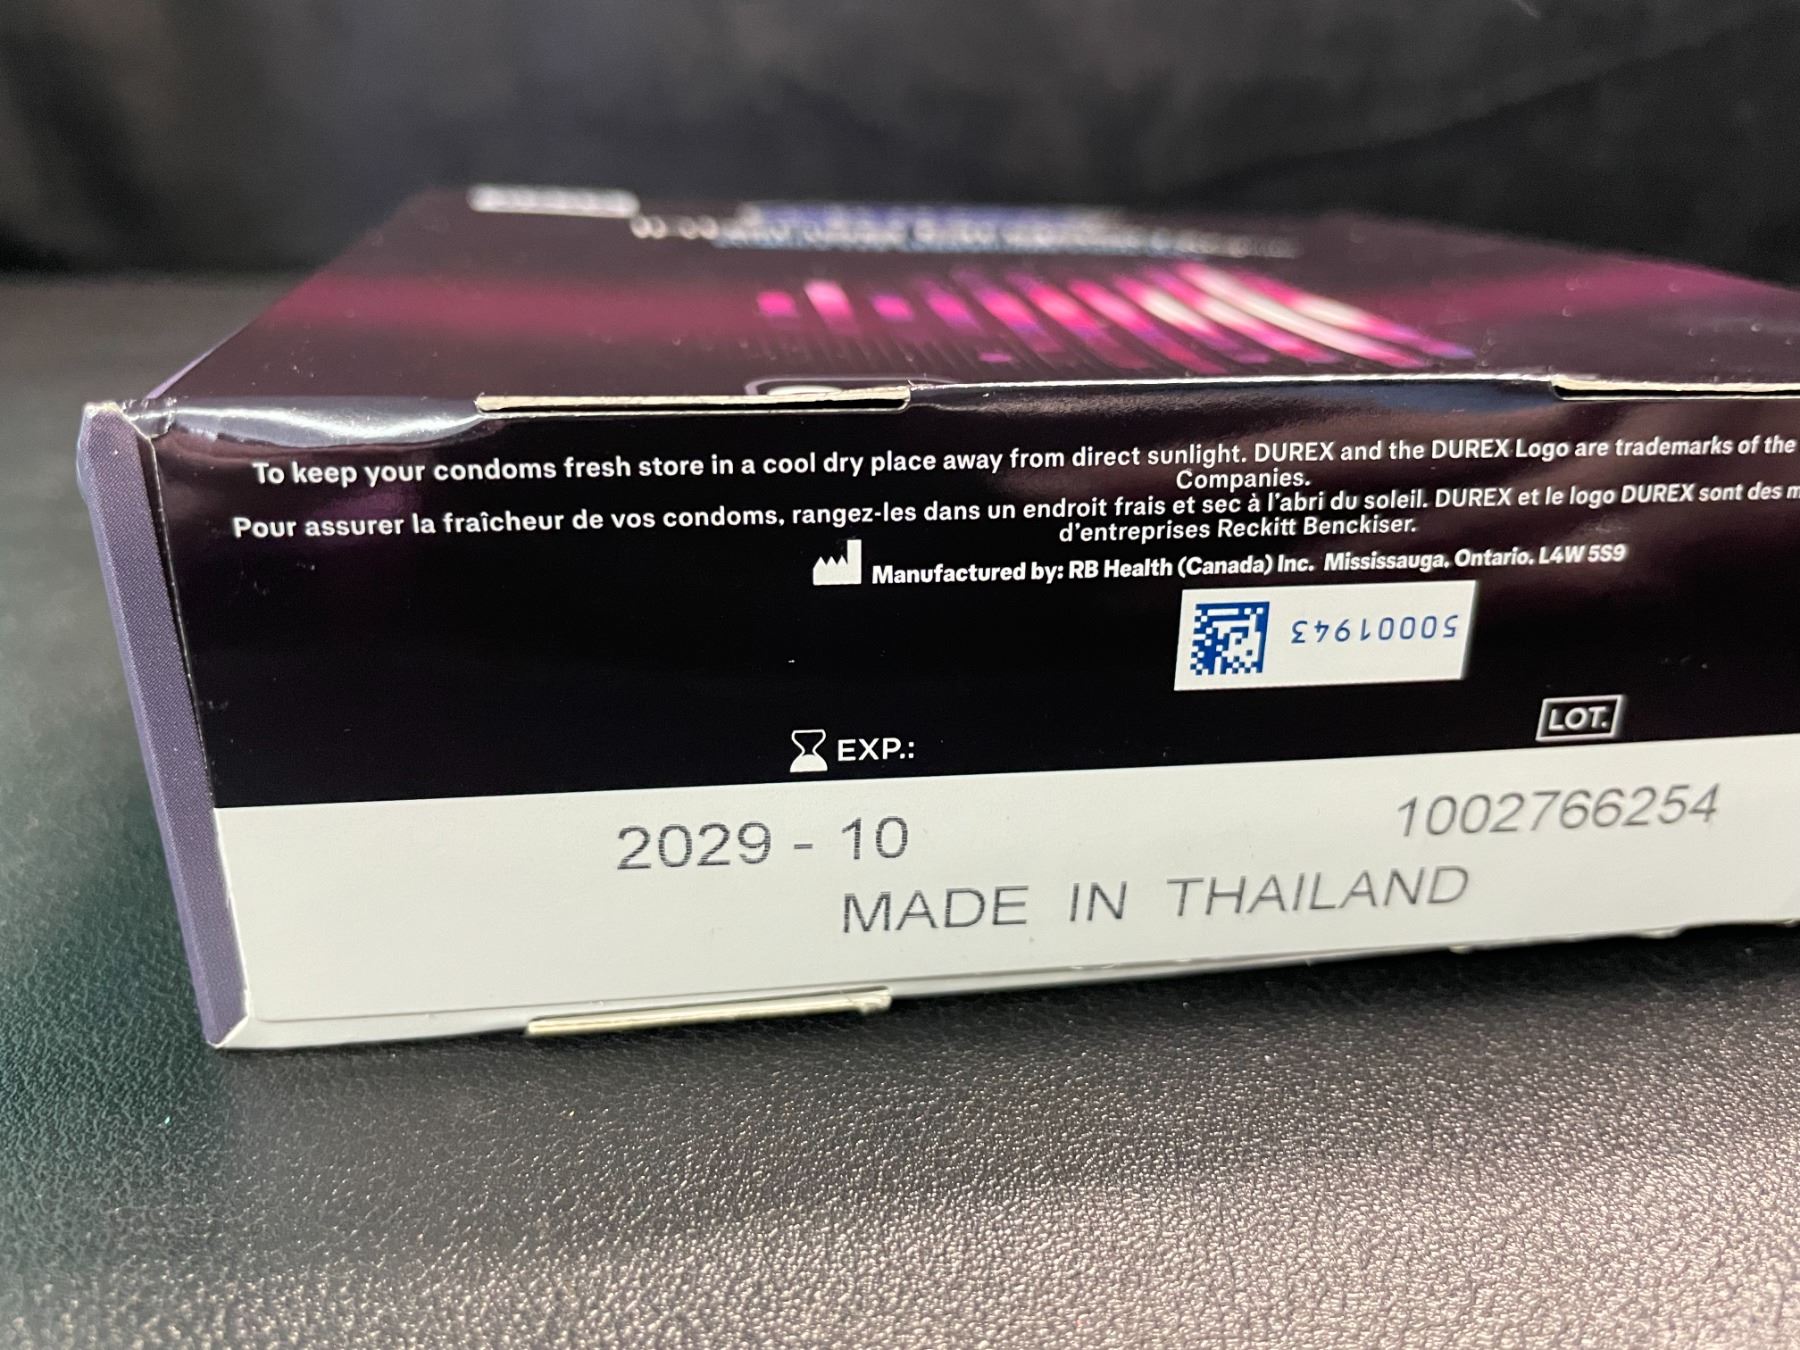 To keep your condoms fresh store in a cool dry place away from direct sunlight. DUREX and the DUREX Logo are trademarks of the
Companies.
Pour assurer la fraîcheur de vos condoms, rangez-les dans un endroit frais et sec à l'abri du soleil. DUREX et le logo DUREX sont des
d'entreprises Reckitt Benckiser.
Manufactured by: RB Health (Canada) Inc. Mississauga, Ontario. L4W 5S9
50001943
LOT.
EXP.:
2029 - 10
1002766254
MADE IN THAILAND